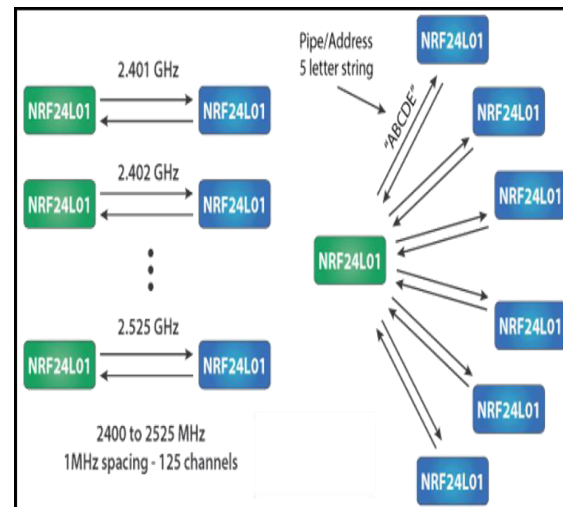 2.401 GHz
NRF24L01 NRF24L01
2.402 GHz
NRF24L01 NRF24L01
2.525 GHz
NRF24L01 NRF24L01
2400 to 2525 MHz
1MHz spacing - 125 channels
Pipe/Address
5 letter string
"ABCDE"
NRF24L01
NRF24L01
NRF24L01
NRF24L01
NRF24L01
NRF24L01
NRF24L01